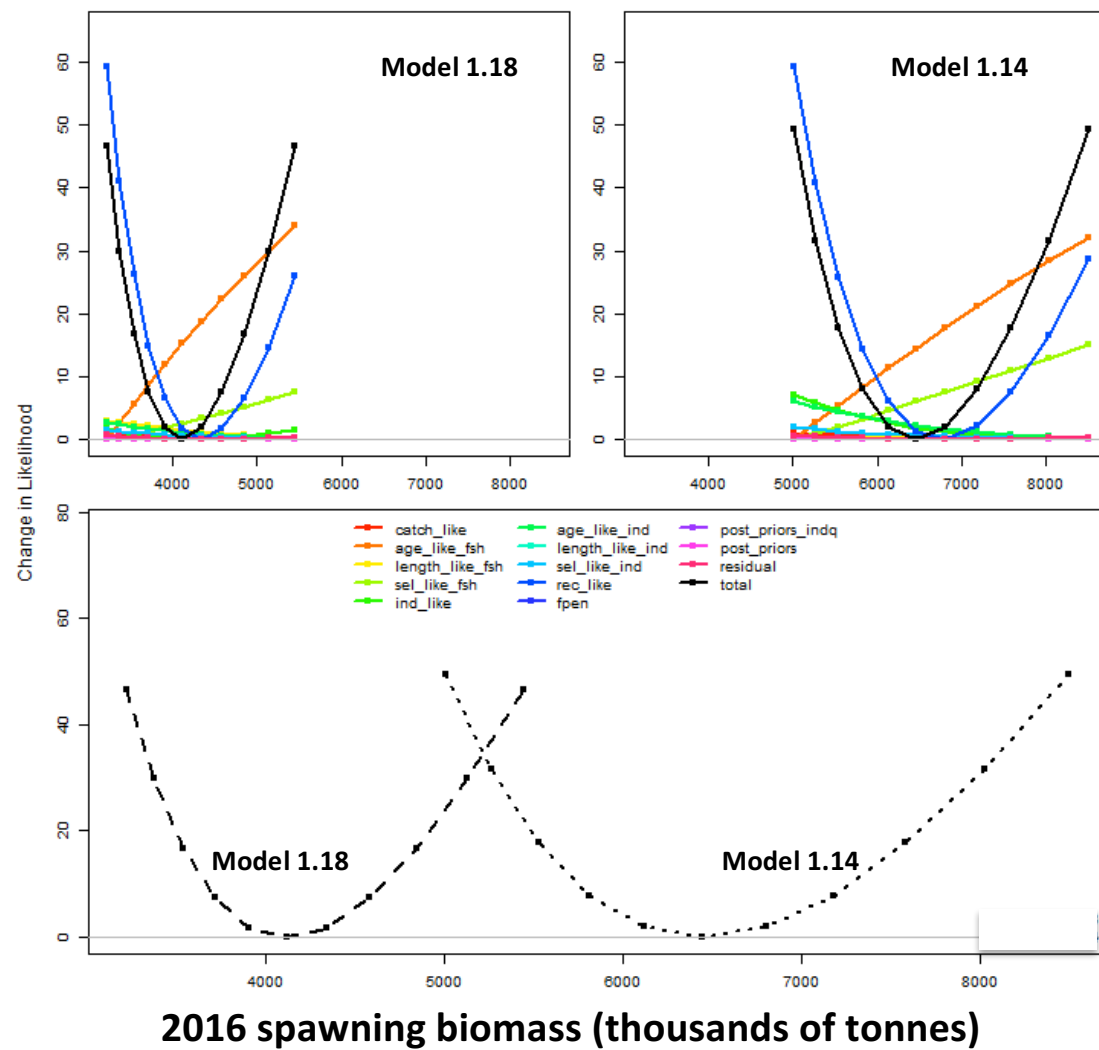 Model 1.18
Model 1.14
60
50
40
30
20
10
0
4000 5000 6000 7000 8000
60
50
40
30
20
10
0
4000 5000 6000 7000 8000
Change in Likelihood
80
60
40
20
0
catch_like
age_like_fsh
length_like_fsh
sel_like_fsh
ind_like
age_like_ind
length_like_ind
sel_like_ind
rec_like
fpen
post_priors_indq
post_priors
residual
total
Model 1.18
Model 1.14
4000 5000 6000 7000 8000
2016 spawning biomass (thousands of tonnes)